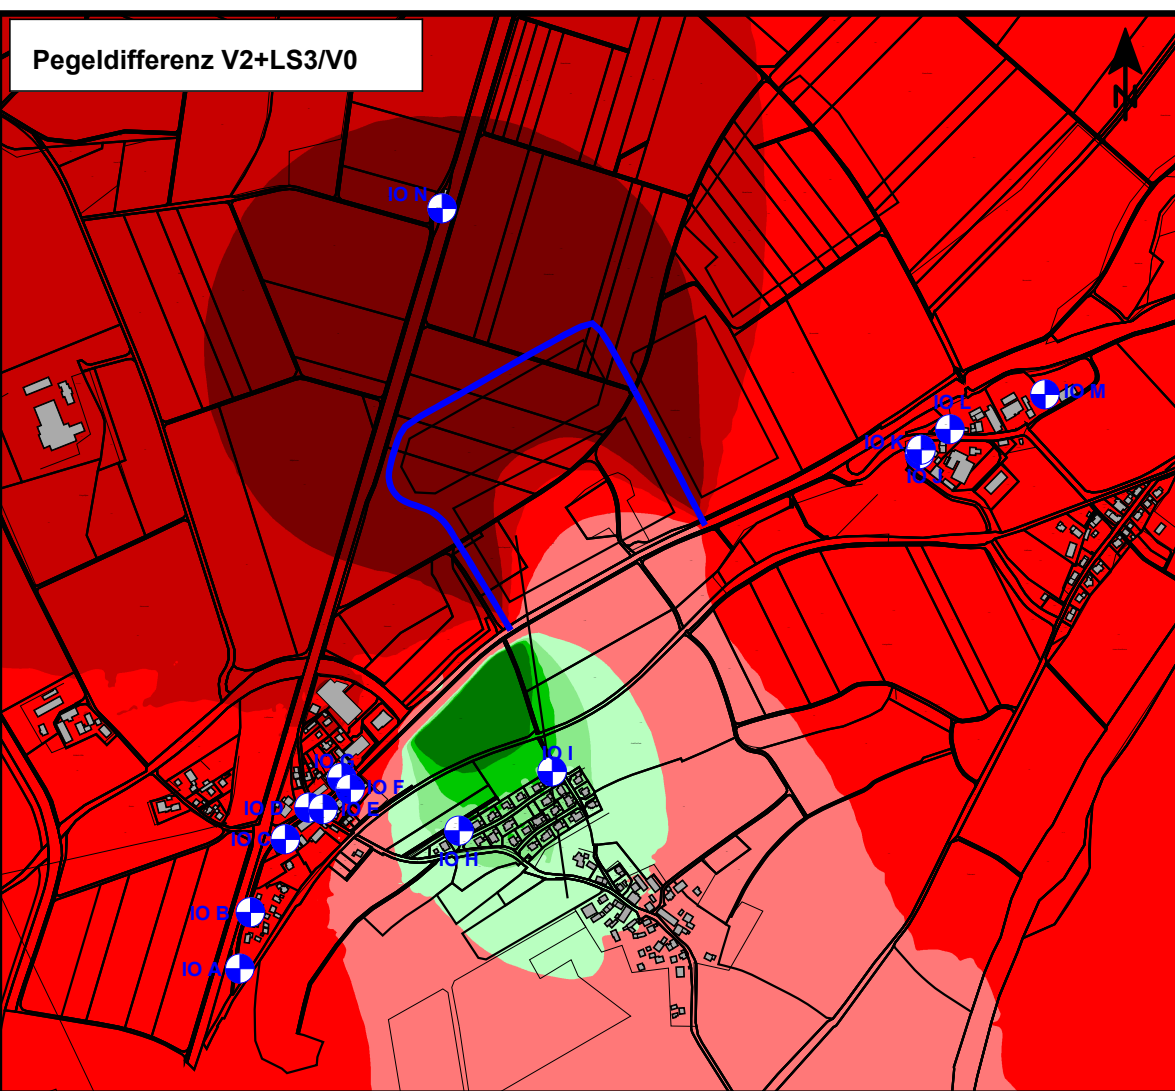 Pegeldifferenz V2+LS3/V0
N
IO N
IO M
IO L
IO K
IO J
IO I
IO G
IO F
IO D
IO E
IO C
IO H
IO B
IO A